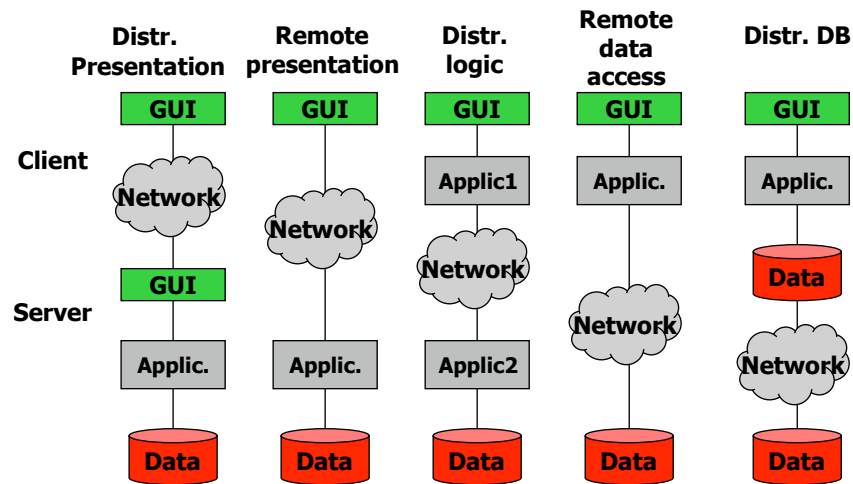 Distr.
Presentation
Remote
presentation
Distr.
logic
Remote
data
access
Distr. DB
GUI
GUI
GUI
GUI
GUI
Client
Applic1
Applic.
Applic.
Network
Network
Network
Data
GUI
Server
Network
Network
Applic.
Applic.
Applic2
Data
Data
Data
Data
Data